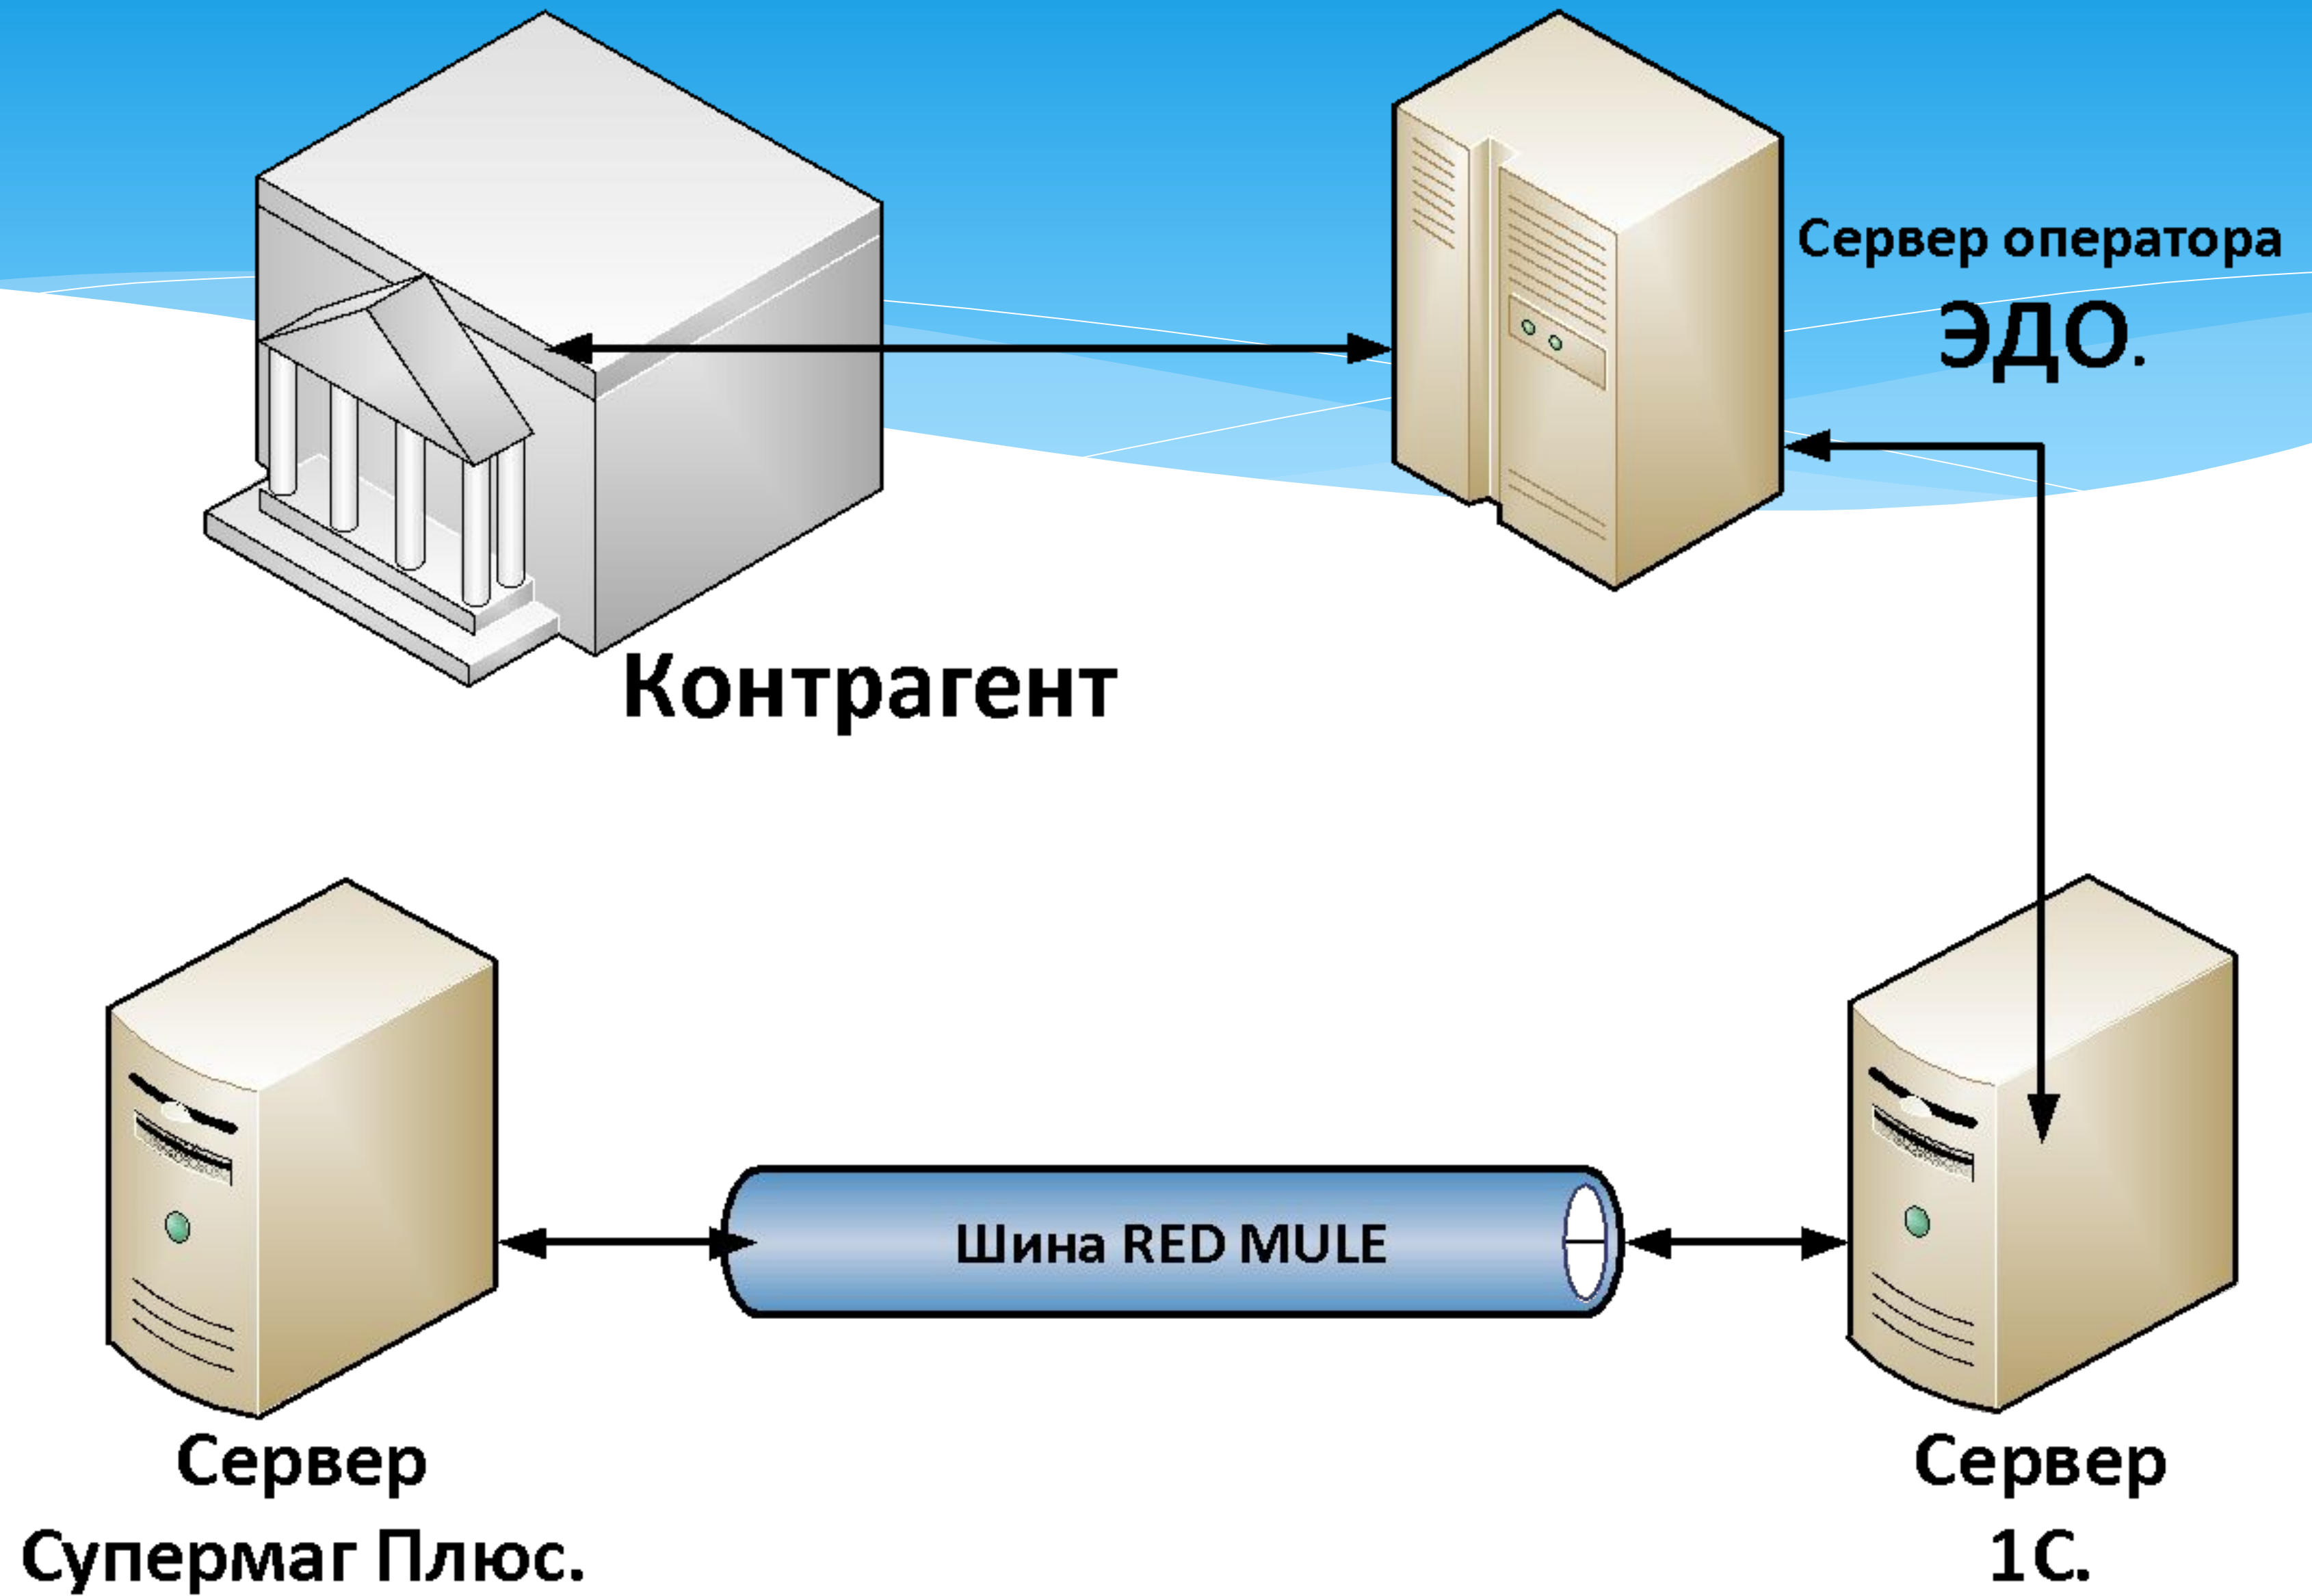 Сервер оператора
ЭДО.
Контрагент
Шина RED MULE
Сервер
Супермаг Плюс.
Сервер
1С.